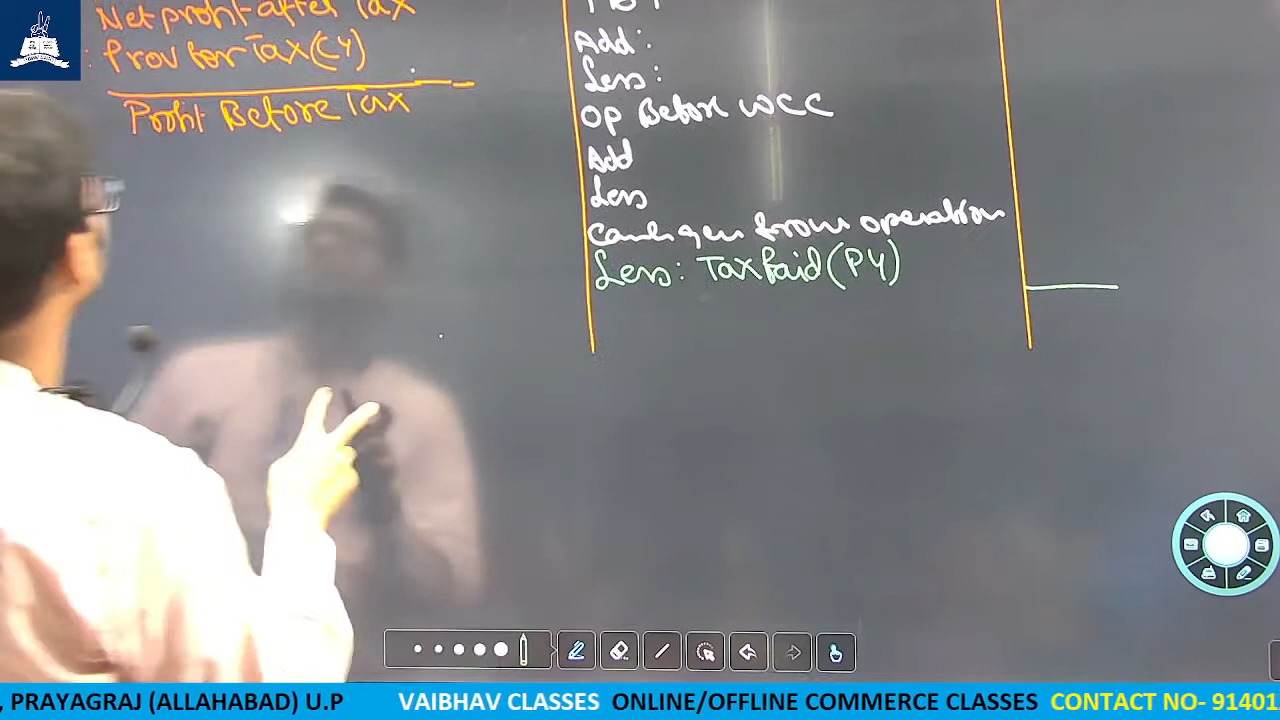 Net profit after Tax
Prov for Tax (CY)
Profit Before Tax
Add:
Less:
Op Before WCC
Add
Less
Cash gen from operation
Less: Tax Paid (PY)
, PRAYAGRAJ (ALLAHABAD) U.P VAIBHAV CLASSES ONLINE/OFFLINE COMMERCE CLASSES CONTACT NO- 91401